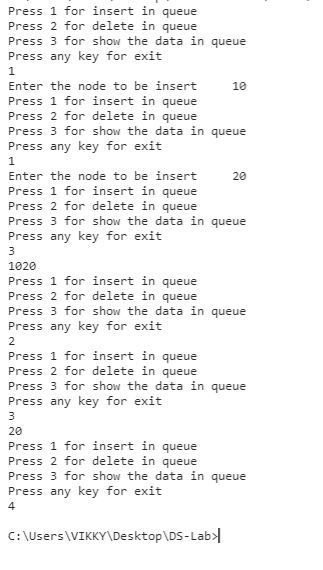 Press 1 for insert in queue
Press 2 for delete in queue
Press 3 for show the data in queue
Press any key for exit
1
Enter the node to be insert     10
Press 1 for insert in queue
Press 2 for delete in queue
Press 3 for show the data in queue
Press any key for exit
1
Enter the node to be insert     20
Press 1 for insert in queue
Press 2 for delete in queue
Press 3 for show the data in queue
Press any key for exit
3
1020
Press 1 for insert in queue
Press 2 for delete in queue
Press 3 for show the data in queue
Press any key for exit
2
Press 1 for insert in queue
Press 2 for delete in queue
Press 3 for show the data in queue
Press any key for exit
3
20
Press 1 for insert in queue
Press 2 for delete in queue
Press 3 for show the data in queue
Press any key for exit
4
C:\Users\VIKKY\Desktop\DS-Lab>